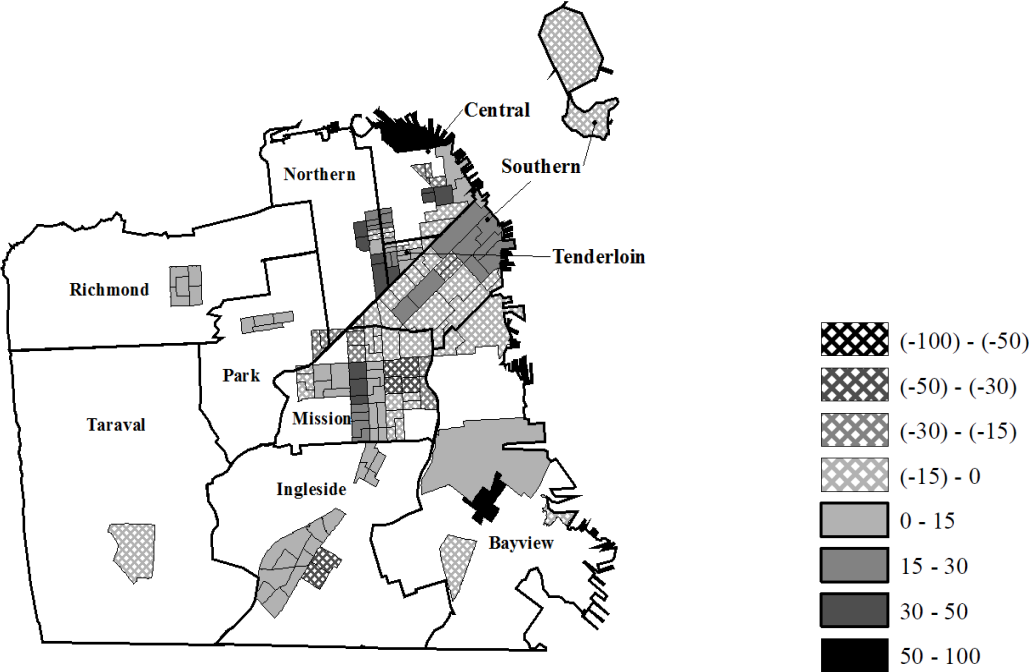 Central
Southern
Northern
Tenderloin
Richmond
Park
Taraval
Mission
Ingleside
Bayview
(-100) - (-50)
(-50) - (-30)
(-30) - (-15)
(-15) - 0
0 - 15
15 - 30
30 - 50
50 - 100